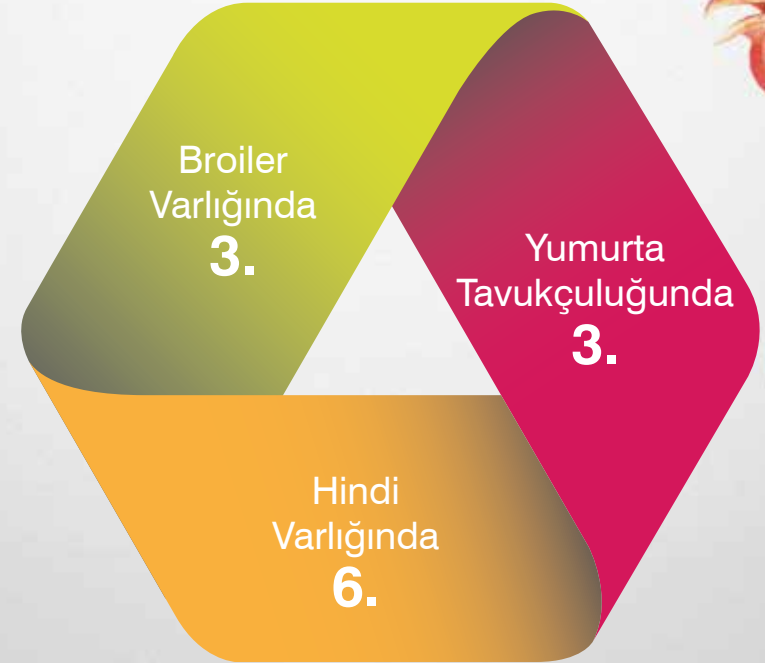 Broiler
Varlığında
3.
Yumurta
Tavukçuluğunda
3.
Hindi
Varlığında
6.